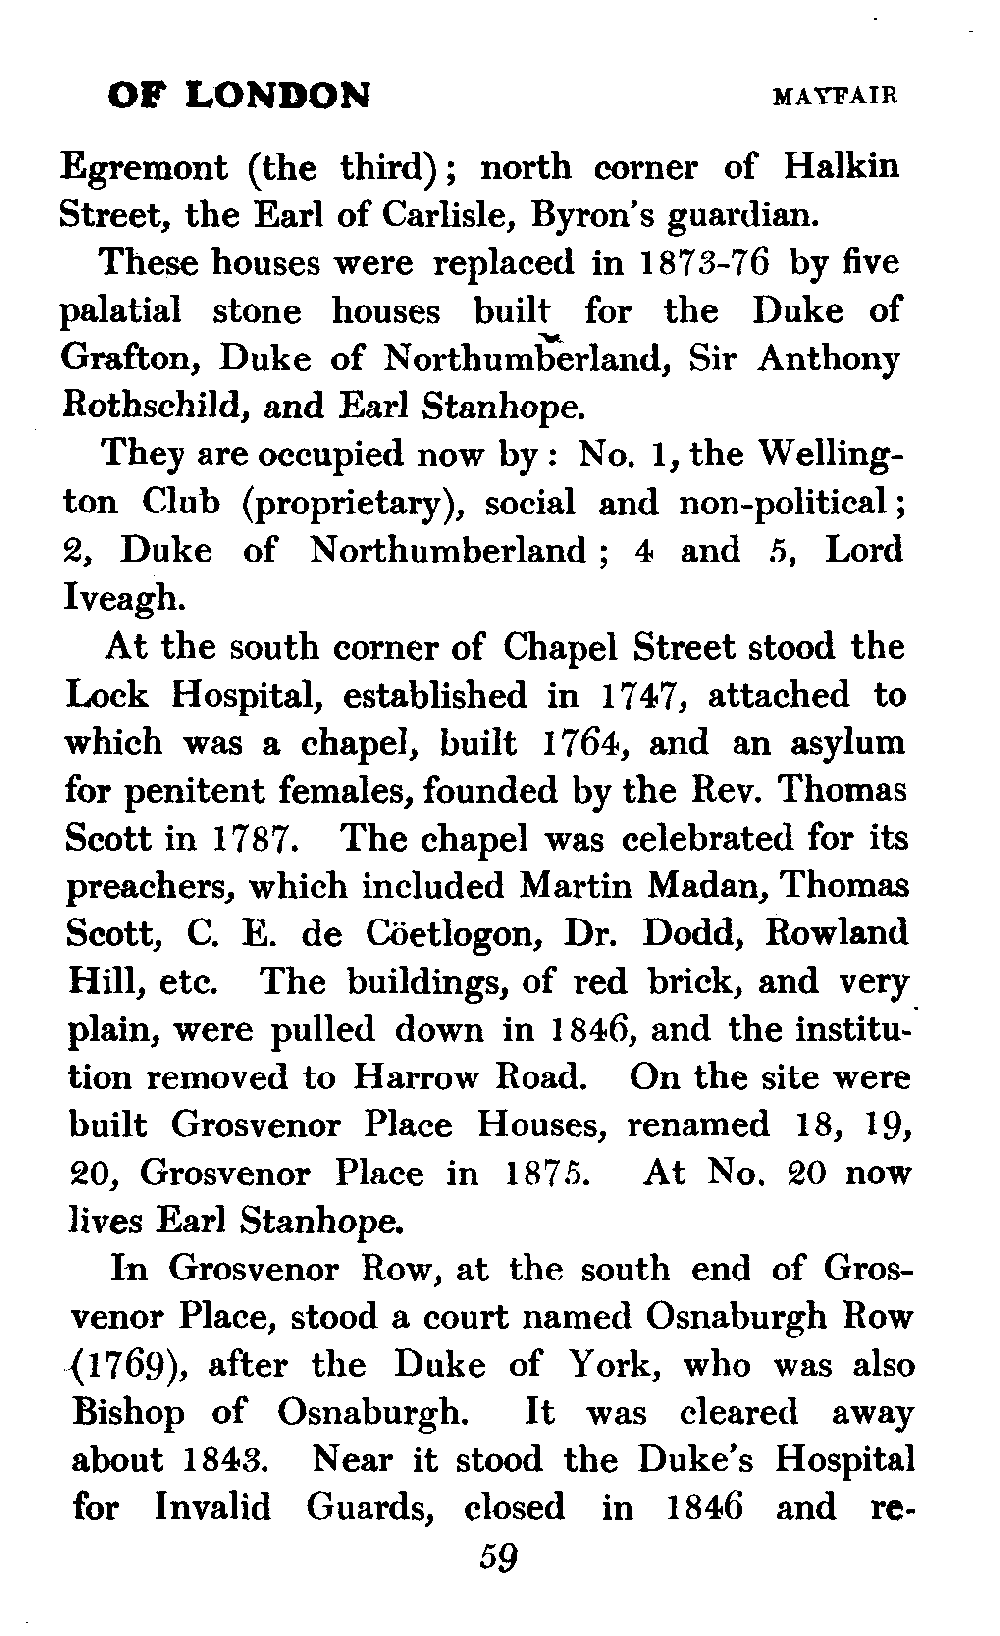 OF LONDON MAYFAIR
Egremont (the third); north corner of Halkin
Street, the Earl of Carlisle, Byron's guardian.
These houses were replaced in 1873-76 by five
palatial stone houses built for the Duke of
Grafton, Duke of Northumberland, Sir Anthony
Rothschild, and Earl Stanhope.
They are occupied now by: No. 1, the Welling-
ton Club (proprietary), social and non-political;
2, Duke of Northumberland; 4 and 5, Lord
Iveagh.
At the south corner of Chapel Street stood the
Lock Hospital, established in 1747, attached to
which was a chapel, built 1764, and an asylum
for penitent females, founded by the Rev. Thomas
Scott in 1787. The chapel was celebrated for its
preachers, which included Martin Madan, Thomas
Scott, C. E. de Cöetlogon, Dr. Dodd, Rowland
Hill, etc. The buildings, of red brick, and very
plain, were pulled down in 1846, and the institu-
tion removed to Harrow Road. On the site were
built Grosvenor Place Houses, renamed 18, 19,
20, Grosvenor Place in 1875. At No. 20 now
lives Earl Stanhope.
In Grosvenor Row, at the south end of Gros-
venor Place, stood a court named Osnaburgh Row
(1769), after the Duke of York, who was also
Bishop of Osnaburgh. It was cleared away
about 1843. Near it stood the Duke's Hospital
for Invalid Guards, closed in 1846 and re-
59